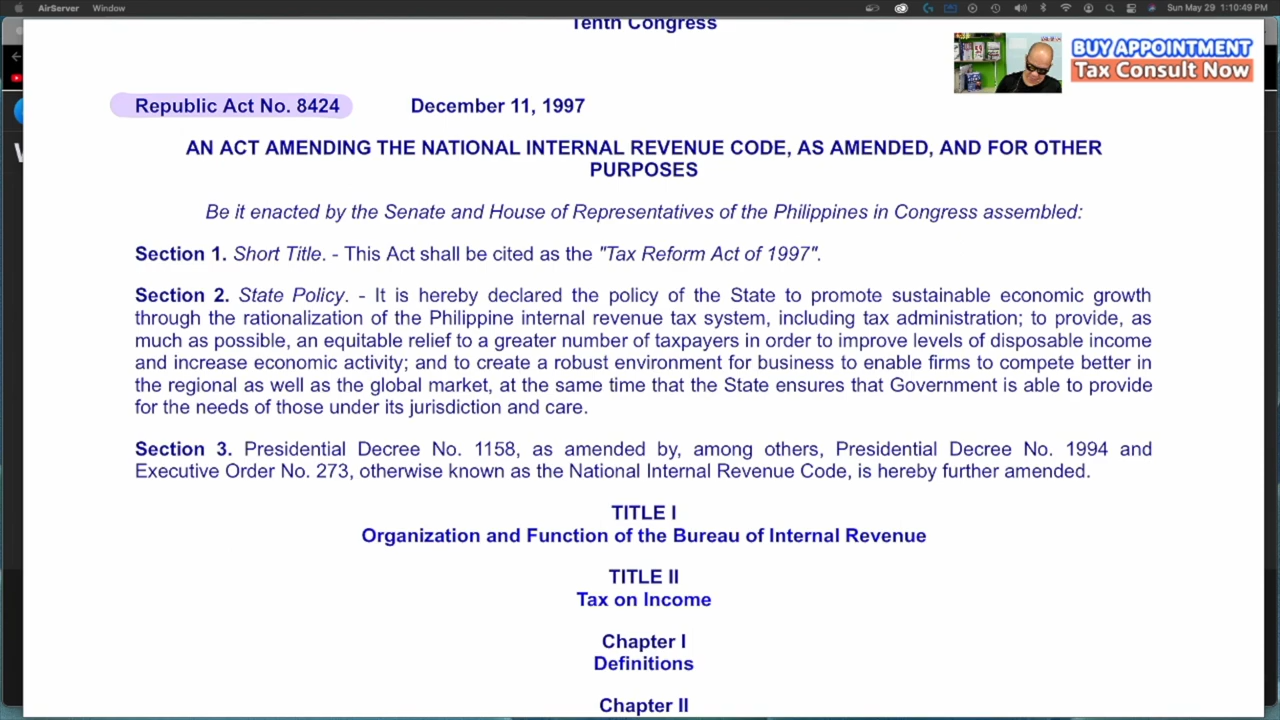 AirServer Window Sun May 29 1:10:49 PM
Tenth Congress
BUY APPOINTMENT
Tax Consult Now
Republic Act No. 8424 December 11, 1997
AN ACT AMENDING THE NATIONAL INTERNAL REVENUE CODE, AS AMENDED, AND FOR OTHER
PURPOSES
Be it enacted by the Senate and House of Representatives of the Philippines in Congress assembled:
Section 1. Short Title. - This Act shall be cited as the "Tax Reform Act of 1997".
Section 2. State Policy. - It is hereby declared the policy of the State to promote sustainable economic growth
through the rationalization of the Philippine internal revenue tax system, including tax administration; to provide, as
much as possible, an equitable relief to a greater number of taxpayers in order to improve levels of disposable income
and increase economic activity; and to create a robust environment for business to enable firms to compete better in
the regional as well as the global market, at the same time that the State ensures that Government is able to provide
for the needs of those under its jurisdiction and care.
Section 3. Presidential Decree No. 1158, as amended by, among others, Presidential Decree No. 1994 and
Executive Order No. 273, otherwise known as the National Internal Revenue Code, is hereby further amended.
TITLE I
Organization and Function of the Bureau of Internal Revenue
TITLE II
Tax on Income
Chapter I
Definitions
Chapter II